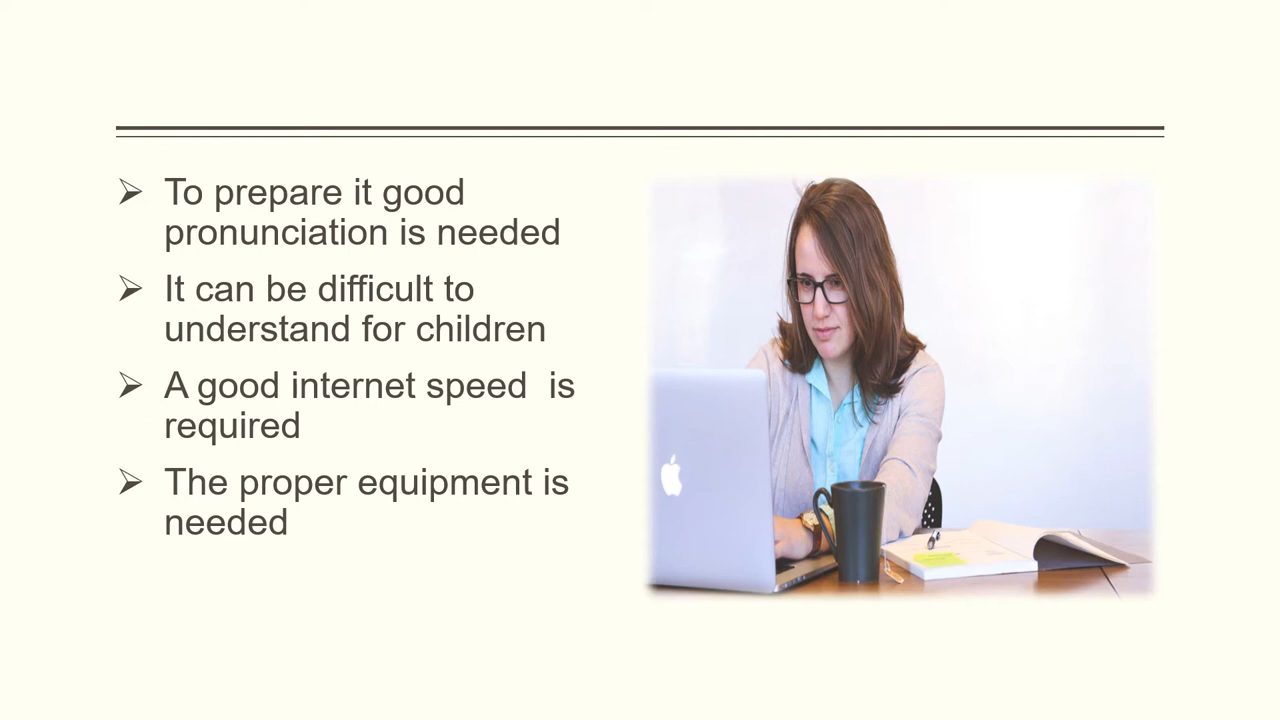 To prepare it good
pronunciation is needed
It can be difficult to
understand for children
A good internet speed  is
required
The proper equipment is
needed